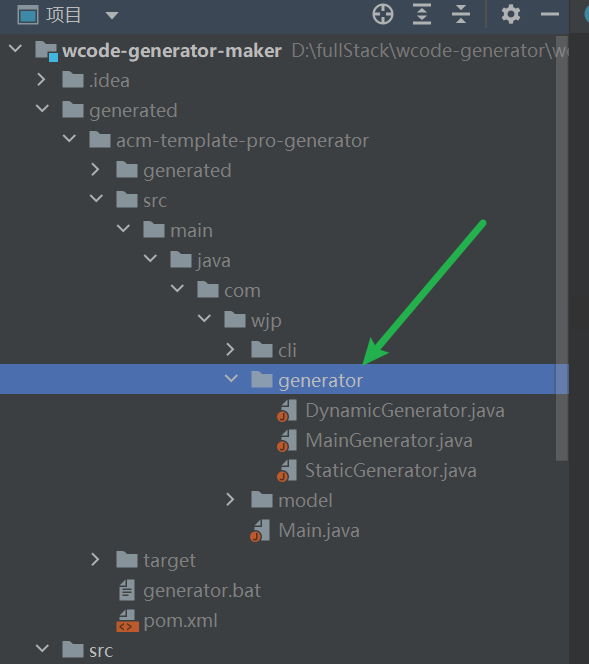 项目
wcode-generator-maker D:\fullStack\wcode-generator\wc
.idea
generated
acm-template-pro-generator
generated
src
main
java
com
wjp
cli
generator
DynamicGenerator.java
MainGenerator.java
StaticGenerator.java
model
Main.java
target
generator.bat
pom.xml
src